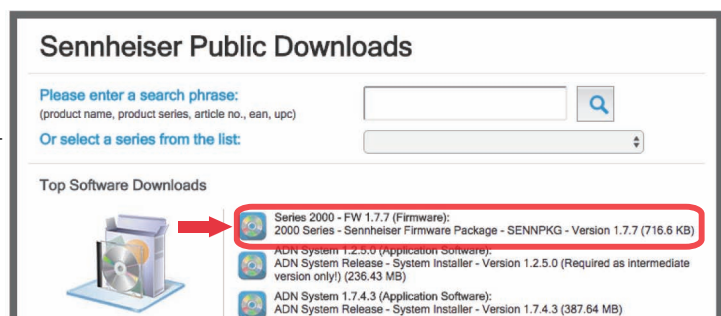 Sennheiser Public Downloads
Please enter a search phrase:
(product name, product series, article no., ean, upc)
Or select a series from the list:
Top Software Downloads
Series 2000 - FW 1.7.7 (Firmware):
2000 Series - Sennheiser Firmware Package - SENNPKG - Version 1.7.7 (716.6 KB)
ADN System 1.2.5.0 (Application Software):
ADN System Release - System Installer - Version 1.2.5.0 (Required as intermediate
version only!) (236.43 MB)
ADN System 1.7.4.3 (Application Software):
ADN System Release - System Installer - Version 1.7.4.3 (387.64 MB)